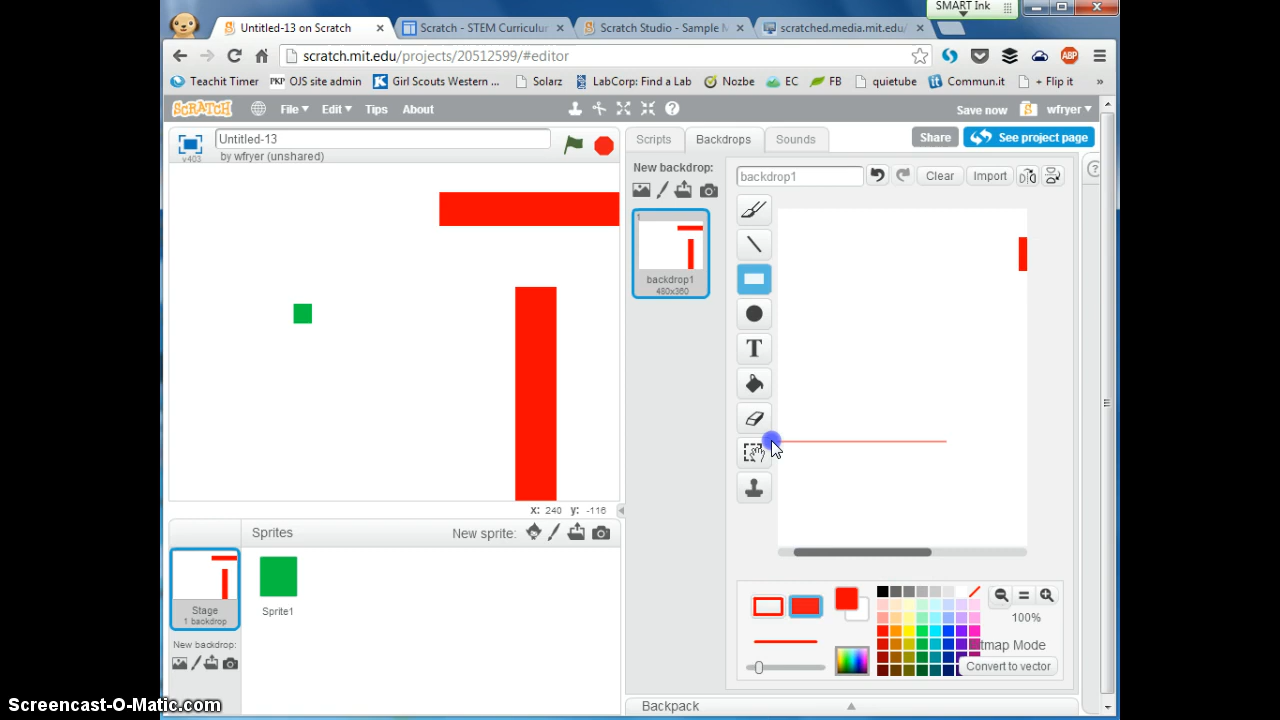 SMART Ink
Untitled-13 on Scratch
Scratch - STEM Curriculur
Scratch Studio - Sample M
scratched.media.mit.edu/
scratch.mit.edu/projects/20512599/#editor
Teachit Timer
PKP OJS site admin
Girl Scouts Western ...
Solarz
LabCorp: Find a Lab
Nozbe
EC
FB
quietube
Commun.it
+ Flip it
»
SCRATCH
File
Edit
Tips
About
Save now
wfryer
Untitled-13
by wfryer (unshared)
v403
Scripts
Backdrops
Sounds
Share
See project page
New backdrop:
backdrop1
Clear
Import
1
backdrop1
480x360
T
x: 240 y: -116
Sprites
New sprite:
Stage
1 backdrop
Sprite1
New backdrop:
100%
tmap Mode
Convert to vector
Backpack
Screencast-O-Matic.com